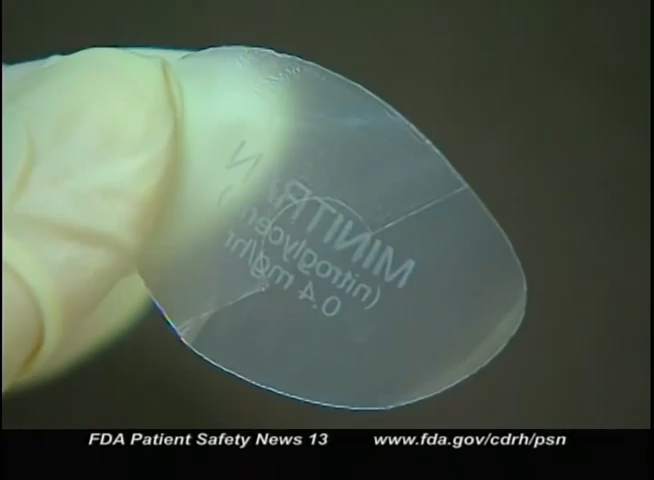 MINITRAN
(nitroglycerin)
0.4 mg/hr
FDA Patient Safety News 13 www.fda.gov/cdrh/psn